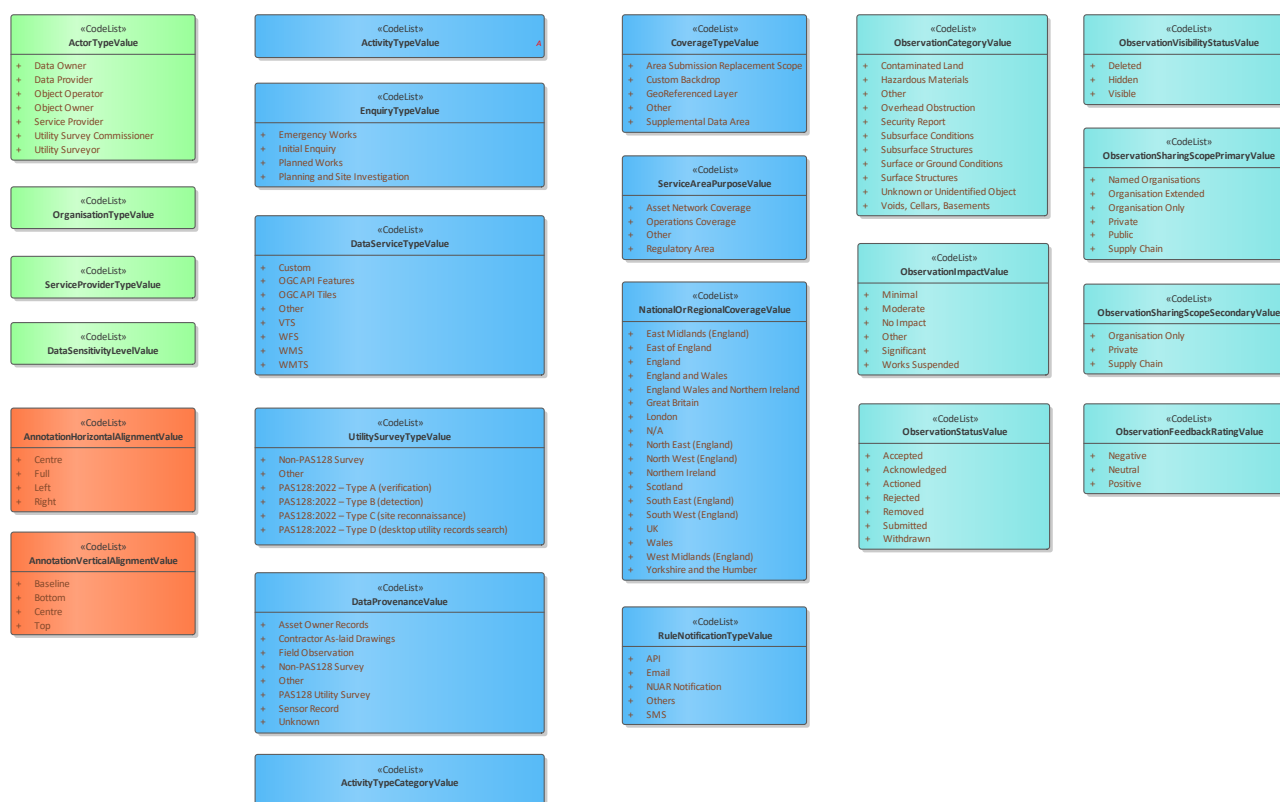 «CodeList»
ActorTypeValue
+ Data Owner
+ Data Provider
+ Object Operator
+ Object Owner
+ Service Provider
+ Utility Survey Commissioner
+ Utility Surveyor
«CodeList»
OrganisationTypeValue
«CodeList»
ServiceProviderTypeValue
«CodeList»
DataSensitivityLevelValue
«CodeList»
AnnotationHorizontalAlignmentValue
+ Centre
+ Full
+ Left
+ Right
«CodeList»
AnnotationVerticalAlignmentValue
+ Baseline
+ Bottom
+ Centre
+ Top
«CodeList»
ActivityTypeValue
A
«CodeList»
EnquiryTypeValue
+ Emergency Works
+ Initial Enquiry
+ Planned Works
+ Planning and Site Investigation
«CodeList»
DataServiceTypeValue
+ Custom
+ OGC API Features
+ OGC API Tiles
+ Other
+ VTS
+ WFS
+ WMS
+ WMTS
«CodeList»
UtilitySurveyTypeValue
+ Non-PAS128 Survey
+ Other
+ PAS128:2022 – Type A (verification)
+ PAS128:2022 – Type B (detection)
+ PAS128:2022 – Type C (site reconnaissance)
+ PAS128:2022 – Type D (desktop utility records search)
«CodeList»
DataProvenanceValue
+ Asset Owner Records
+ Contractor As-laid Drawings
+ Field Observation
+ Non-PAS128 Survey
+ Other
+ PAS128 Utility Survey
+ Sensor Record
+ Unknown
«CodeList»
ActivityTypeCategoryValue
«CodeList»
CoverageTypeValue
+ Area Submission Replacement Scope
+ Custom Backdrop
+ GeoReferenced Layer
+ Other
+ Supplemental Data Area
«CodeList»
ServiceAreaPurposeValue
+ Asset Network Coverage
+ Operations Coverage
+ Other
+ Regulatory Area
«CodeList»
NationalOrRegionalCoverageValue
+ East Midlands (England)
+ East of England
+ England
+ England and Wales
+ England Wales and Northern Ireland
+ Great Britain
+ London
+ N/A
+ North East (England)
+ North West (England)
+ Northern Ireland
+ Scotland
+ South East (England)
+ South West (England)
+ UK
+ Wales
+ West Midlands (England)
+ Yorkshire and the Humber
«CodeList»
RuleNotificationTypeValue
+ API
+ Email
+ NUAR Notification
+ Others
+ SMS
«CodeList»
ObservationCategoryValue
+ Contaminated Land
+ Hazardous Materials
+ Other
+ Overhead Obstruction
+ Security Report
+ Subsurface Conditions
+ Subsurface Structures
+ Surface or Ground Conditions
+ Surface Structures
+ Unknown or Unidentified Object
+ Voids, Cellars, Basements
«CodeList»
ObservationImpactValue
+ Minimal
+ Moderate
+ No Impact
+ Other
+ Significant
+ Works Suspended
«CodeList»
ObservationStatusValue
+ Accepted
+ Acknowledged
+ Actioned
+ Rejected
+ Removed
+ Submitted
+ Withdrawn
«CodeList»
ObservationVisibilityStatusValue
+ Deleted
+ Hidden
+ Visible
«CodeList»
ObservationSharingScopePrimaryValue
+ Named Organisations
+ Organisation Extended
+ Organisation Only
+ Private
+ Public
+ Supply Chain
«CodeList»
ObservationSharingScopeSecondaryValue
+ Organisation Only
+ Private
+ Supply Chain
«CodeList»
ObservationFeedbackRatingValue
+ Negative
+ Neutral
+ Positive